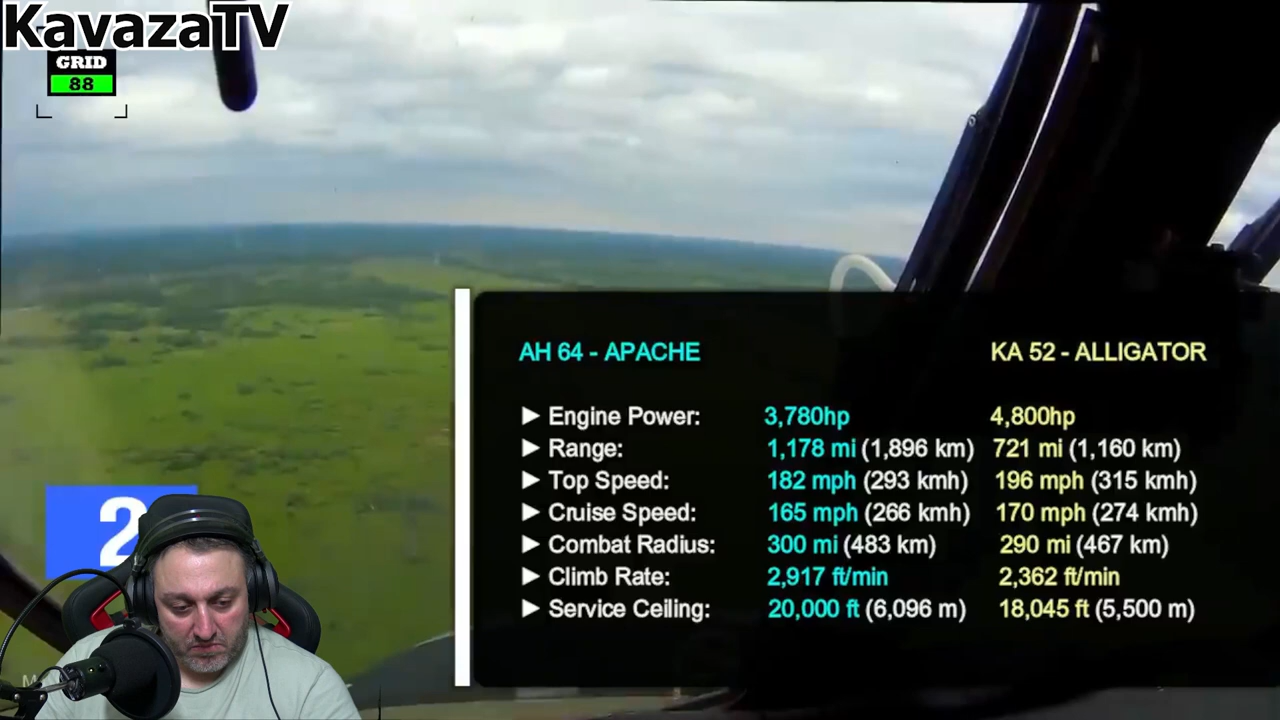 KavazaTV
GRID
88
AH 64 - APACHE KA 52 - ALLIGATOR
► Engine Power: 3,780hp 4,800hp
► Range: 1,178 mi (1,896 km) 721 mi (1,160 km)
► Top Speed: 182 mph (293 kmh) 196 mph (315 kmh)
► Cruise Speed: 165 mph (266 kmh) 170 mph (274 kmh)
► Combat Radius: 300 mi (483 km) 290 mi (467 km)
► Climb Rate: 2,917 ft/min 2,362 ft/min
► Service Ceiling: 20,000 ft (6,096 m) 18,045 ft (5,500 m)
2